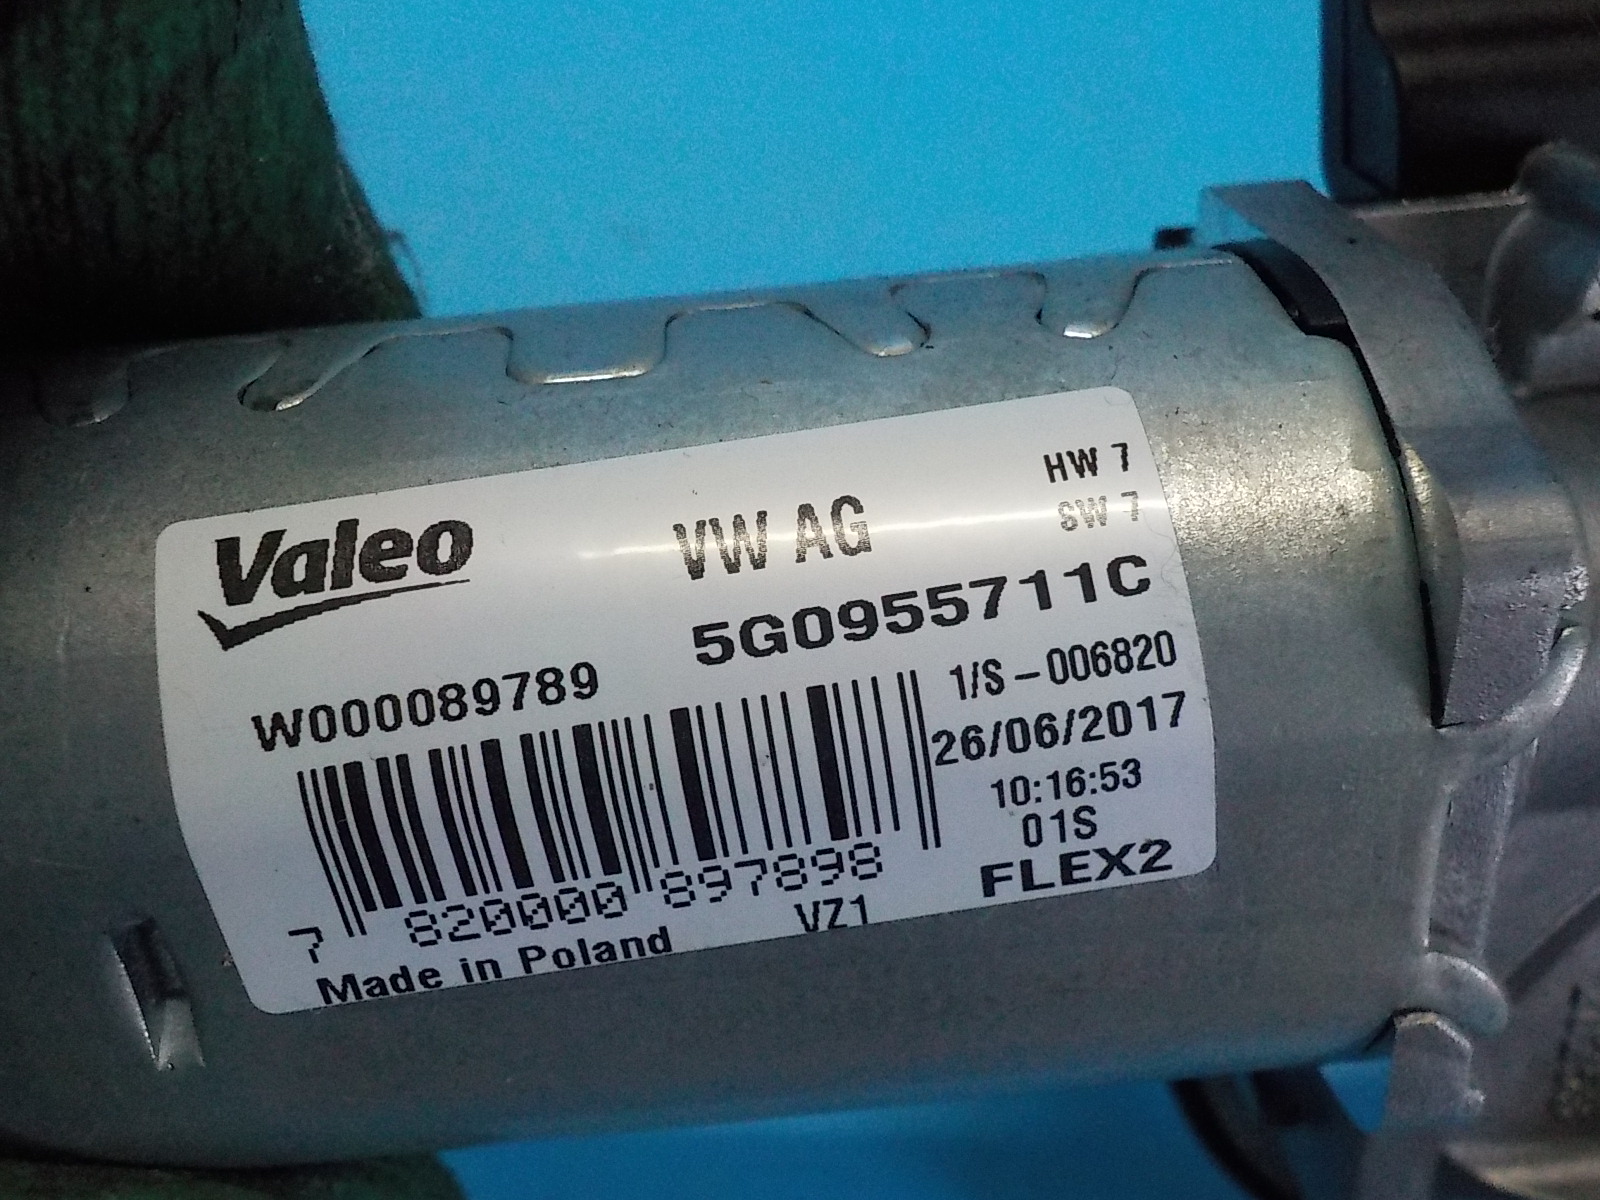 Valeo
VW AG
HW 7
SW 7
5G0955711C
W000089789
1/S-006820
26/06/2017
10:16:53
01S
FLEX2
7 820000 897898
VZ1
Made in Poland